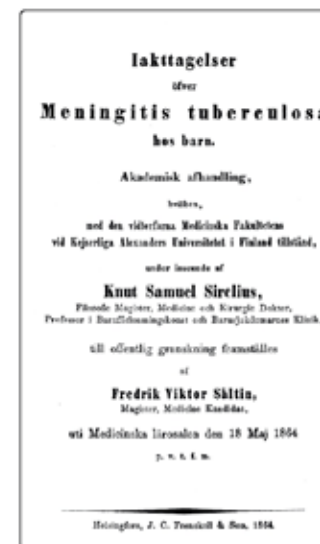 Iakttagelser
öfver
Meningitis tuberculosa
hos barn.
Akademisk afhandling,
hvilken,
med den vidterfarna Medicinska Fakultetens
vid Kejserliga Alexanders Universitetet i Finland tillstånd,
under inseende af
Knut Samuel Sirelius,
Filosofie Magister, Medicine och Kirurgie Doktor,
Professor i Barnförlossningskonst och Barnsjukdomarnes Klinik
till offentlig granskning framställes
af
Fredrik Viktor Sältin,
Magister, Medicine Kandidat,
uti Medicinska lärosalen den 18 Maj 1864
p. v. t. f. m.
Helsingfors, J. C. Frenckell & Son, 1864.